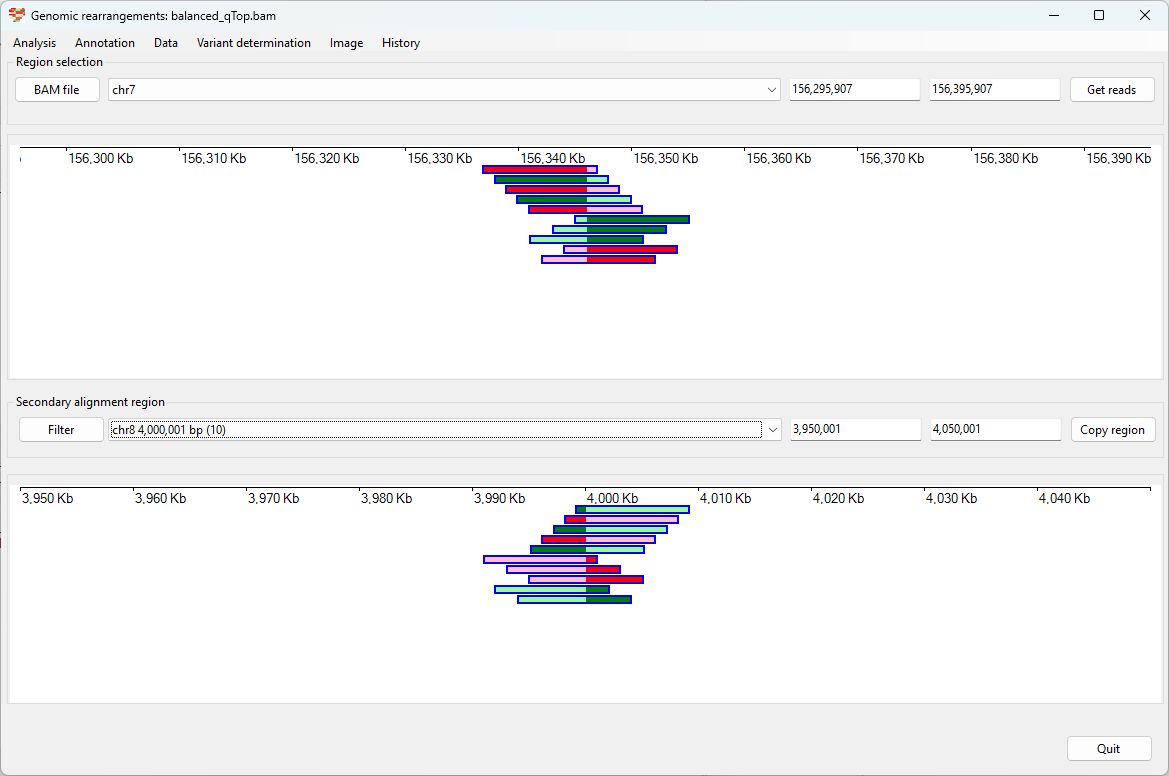 Genomic rearrangements: balanced_qTop.bam
Analysis Annotation Data Variant determination Image History
Region selection
BAM file chr7 156,295,907 156,395,907 Get reads
156,300 Kb 156,310 Kb 156,320 Kb 156,330 Kb 156,340 Kb 156,350 Kb 156,360 Kb 156,370 Kb 156,380 Kb 156,390 Kb
Secondary alignment region
Filter chr8 4,000,001 bp (10) 3,950,001 4,050,001 Copy region
3,950 Kb 3,960 Kb 3,970 Kb 3,980 Kb 3,990 Kb 4,000 Kb 4,010 Kb 4,020 Kb 4,030 Kb 4,040 Kb
Quit